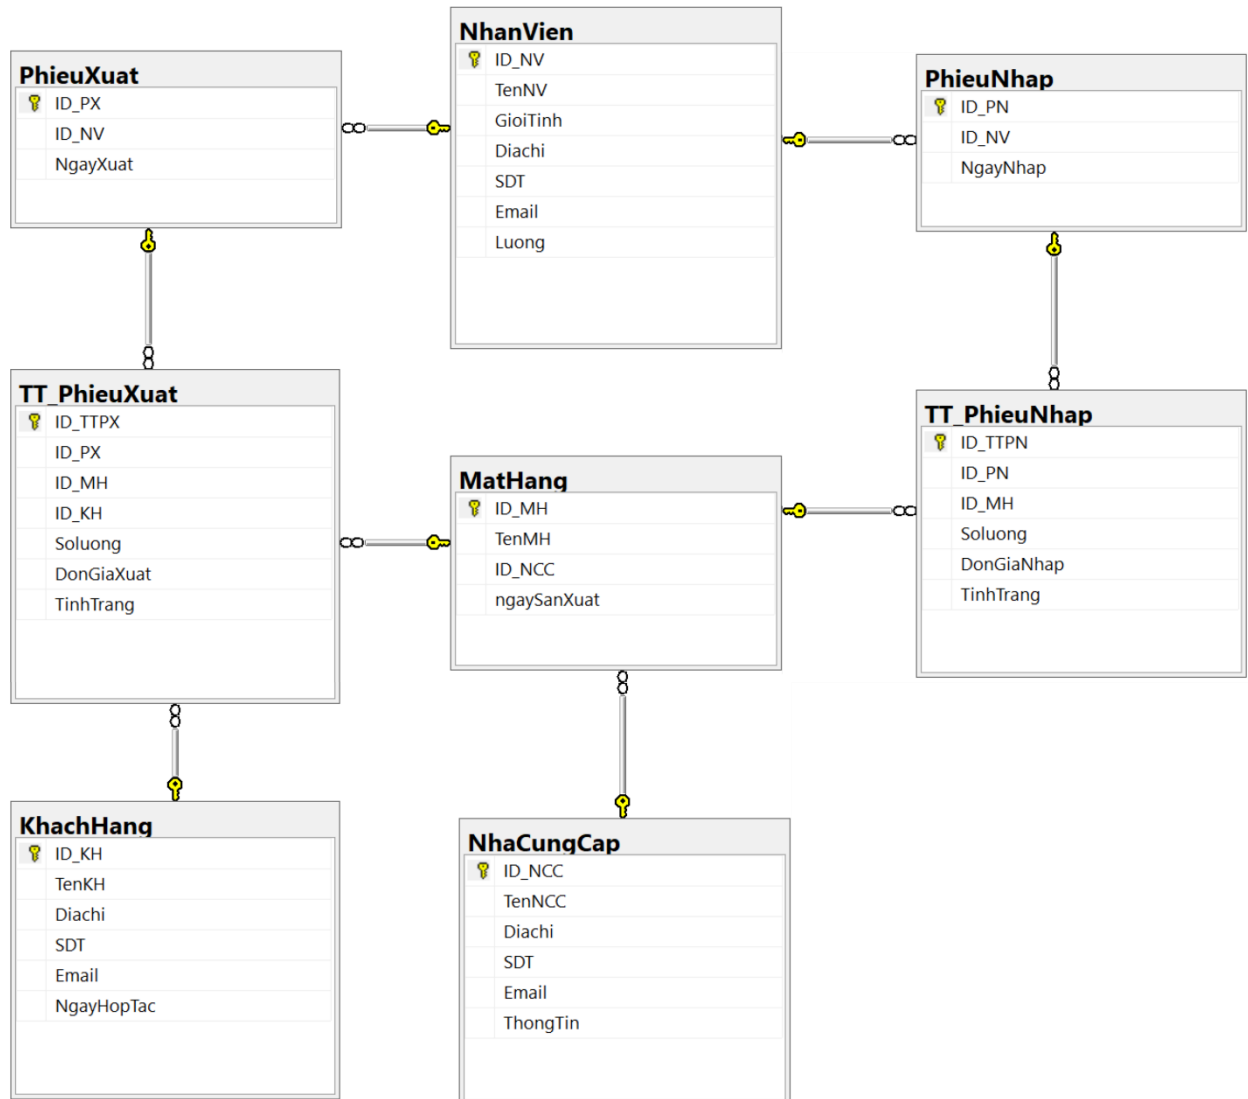 NhanVien
ID_NV
TenNV
GioiTinh
Diachi
SDT
Email
Luong
PhieuXuat
ID_PX
ID_NV
NgayXuat
PhieuNhap
ID_PN
ID_NV
NgayNhap
TT_PhieuXuat
ID_TTPX
ID_PX
ID_MH
ID_KH
Soluong
DonGiaXuat
TinhTrang
MatHang
ID_MH
TenMH
ID_NCC
ngaySanXuat
TT_PhieuNhap
ID_TTPN
ID_PN
ID_MH
Soluong
DonGiaNhap
TinhTrang
KhachHang
ID_KH
TenKH
Diachi
SDT
Email
NgayHopTac
NhaCungCap
ID_NCC
TenNCC
Diachi
SDT
Email
ThongTin